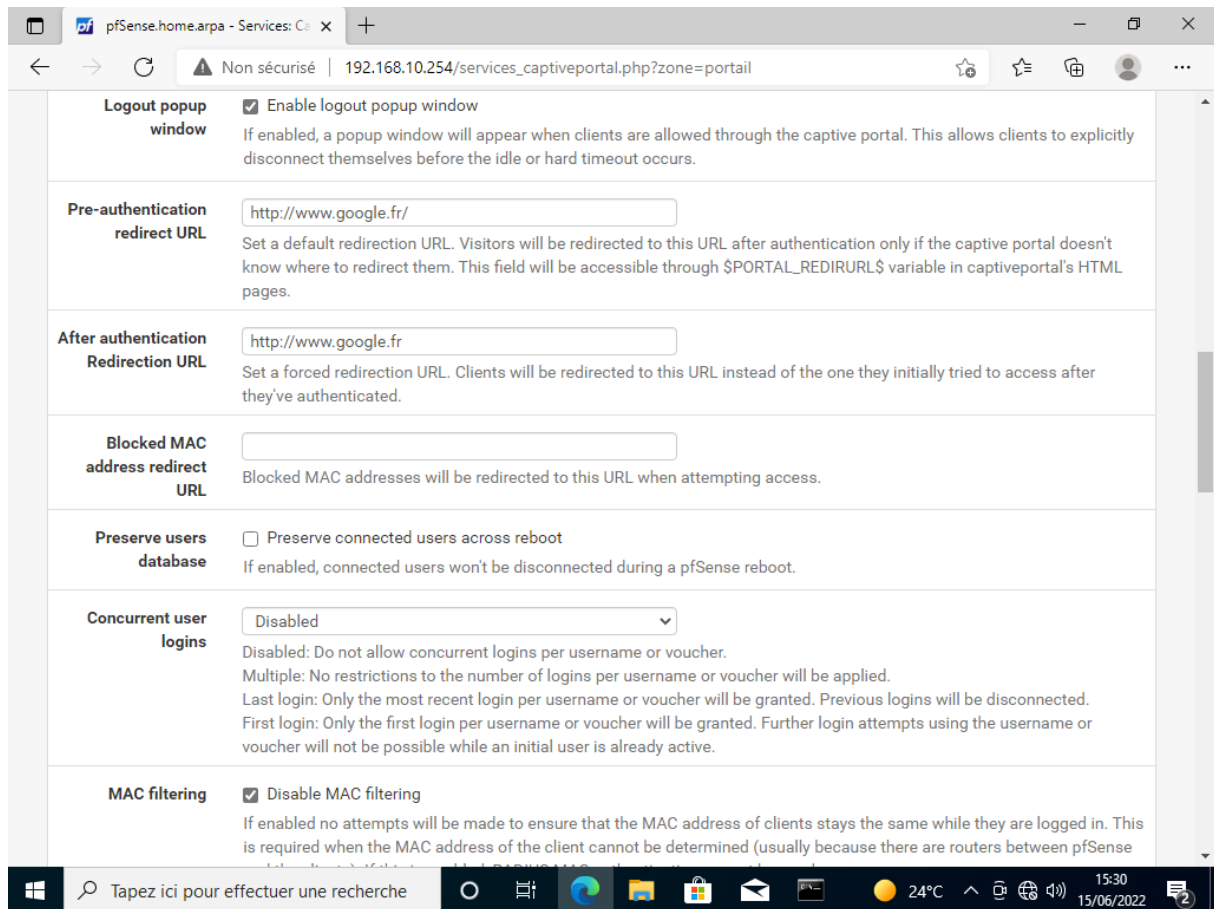 pfSense.home.arpa - Services: Ca
Non sécurisé | 192.168.10.254/services_captiveportal.php?zone=portail
Logout popup window
Enable logout popup window
If enabled, a popup window will appear when clients are allowed through the captive portal. This allows clients to explicitly
disconnect themselves before the idle or hard timeout occurs.
Pre-authentication redirect URL
http://www.google.fr/
Set a default redirection URL. Visitors will be redirected to this URL after authentication only if the captive portal doesn't
know where to redirect them. This field will be accessible through $PORTAL_REDIRURL$ variable in captiveportal's HTML
pages.
After authentication Redirection URL
http://www.google.fr
Set a forced redirection URL. Clients will be redirected to this URL instead of the one they initially tried to access after
they've authenticated.
Blocked MAC address redirect URL
Blocked MAC addresses will be redirected to this URL when attempting access.
Preserve users database
Preserve connected users across reboot
If enabled, connected users won't be disconnected during a pfSense reboot.
Concurrent user logins
Disabled
Disabled: Do not allow concurrent logins per username or voucher.
Multiple: No restrictions to the number of logins per username or voucher will be applied.
Last login: Only the most recent login per username or voucher will be granted. Previous logins will be disconnected.
First login: Only the first login per username or voucher will be granted. Further login attempts using the username or
voucher will not be possible while an initial user is already active.
MAC filtering
Disable MAC filtering
If enabled no attempts will be made to ensure that the MAC address of clients stays the same while they are logged in. This
is required when the MAC address of the client cannot be determined (usually because there are routers between pfSense
Tapez ici pour effectuer une recherche
24°C
15:30
15/06/2022
2